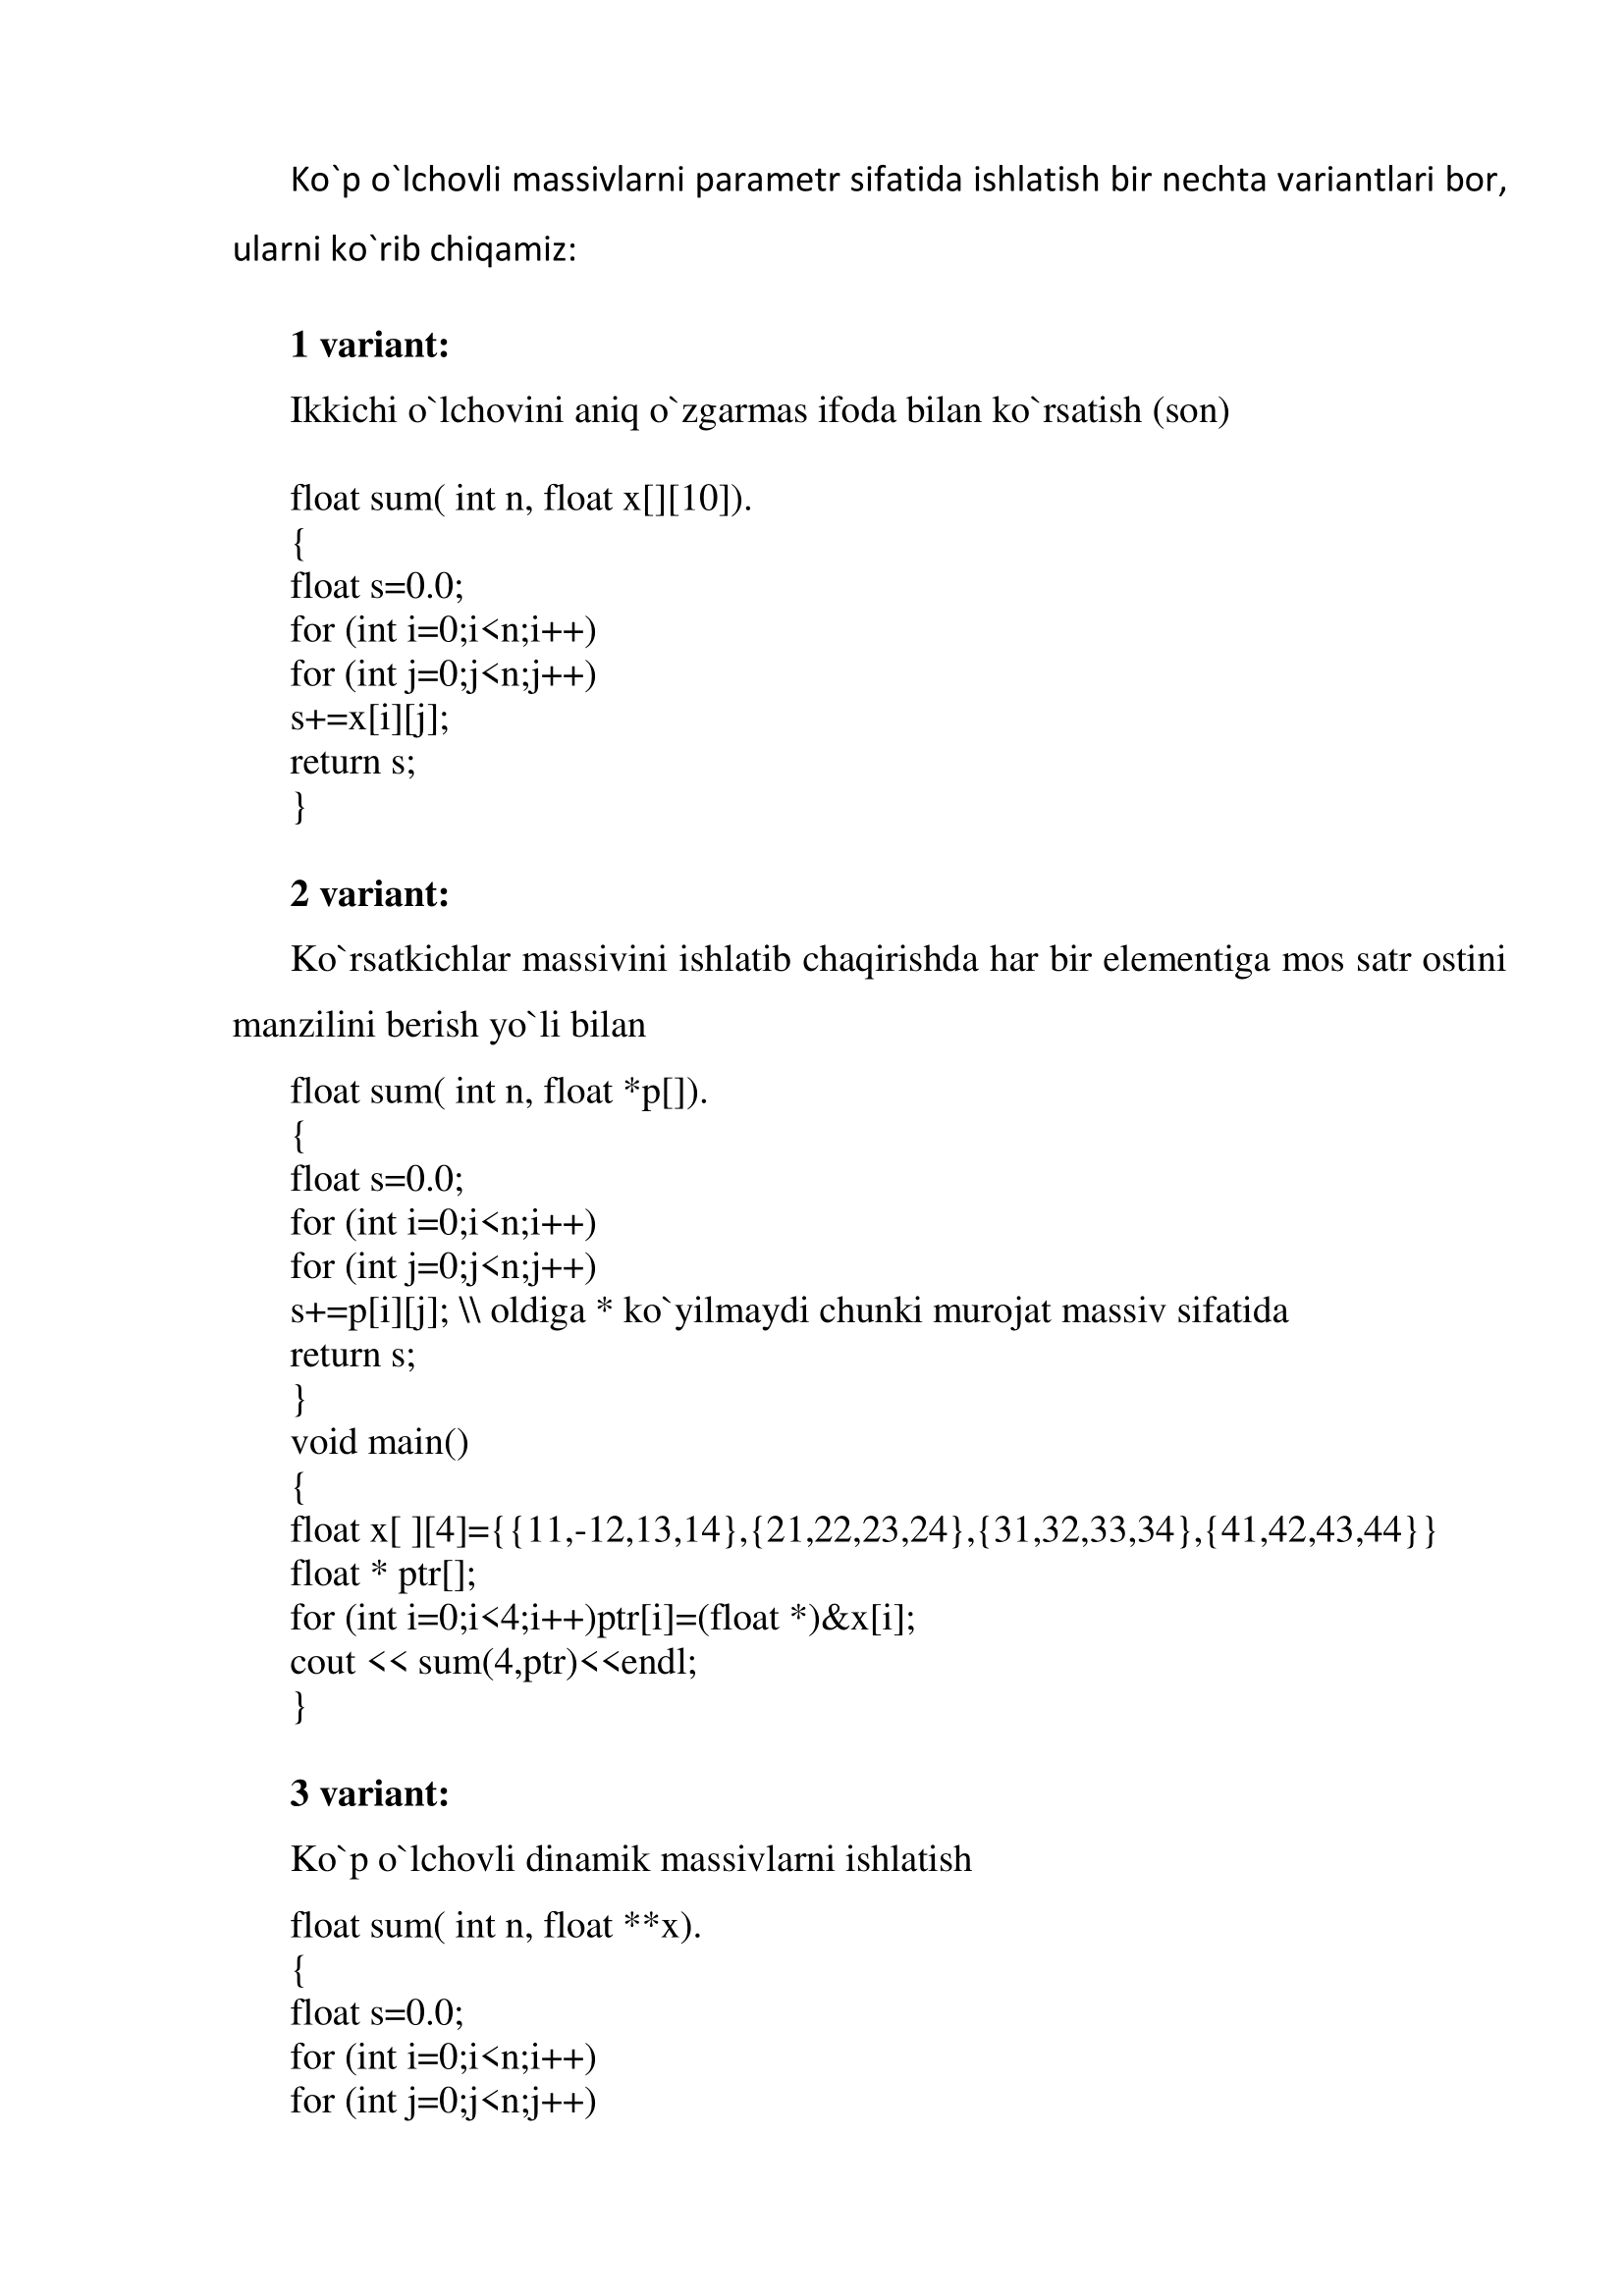 Ko`p o`lchovli massivlarni parametr sifatida ishlatish bir nechta variantlari bor,
ularni ko`rib chiqamiz:
1 variant:
Ikkichi o`lchovini aniq o`zgarmas ifoda bilan ko`rsatish (son)
float sum( int n, float x[][10]).
{
float s=0.0;
for (int i=0;i<n;i++)
for (int j=0;j<n;j++)
s+=x[i][j];
return s;
}
2 variant:
Ko`rsatkichlar massivini ishlatib chaqirishda har bir elementiga mos satr ostini
manzilini berish yo`li bilan
float sum( int n, float *p[]).
{
float s=0.0;
for (int i=0;i<n;i++)
for (int j=0;j<n;j++)
s+=p[i][j]; \\ oldiga * ko`yilmaydi chunki murojat massiv sifatida
return s;
}
void main()
{
float x[ ][4]={{11,-12,13,14},{21,22,23,24},{31,32,33,34},{41,42,43,44}}
float * ptr[];
for (int i=0;i<4;i++)ptr[i]=(float *)&x[i];
cout << sum(4,ptr)<<endl;
}
3 variant:
Ko`p o`lchovli dinamik massivlarni ishlatish
float sum( int n, float **x).
{
float s=0.0;
for (int i=0;i<n;i++)
for (int j=0;j<n;j++)